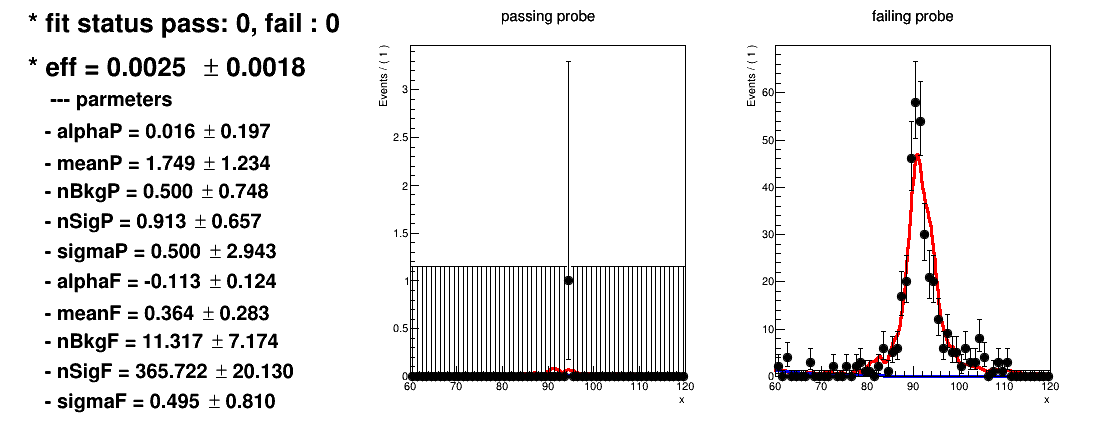 * fit status pass: 0, fail : 0
* eff = 0.0025 ± 0.0018
--- parmeters
- alphaP = 0.016 ± 0.197
- meanP = 1.749 ± 1.234
- nBkgP = 0.500 ± 0.748
- nSigP = 0.913 ± 0.657
- sigmaP = 0.500 ± 2.943
- alphaF = -0.113 ± 0.124
- meanF = 0.364 ± 0.283
- nBkgF = 11.317 ± 7.174
- nSigF = 365.722 ± 20.130
- sigmaF = 0.495 ± 0.810
passing probe
Events / ( 1 )
3
2.5
2
1.5
1
0.5
0
60 70 80 90 100 110 120
x
failing probe
Events / ( 1 )
60
50
40
30
20
10
0
60 70 80 90 100 110 120
x